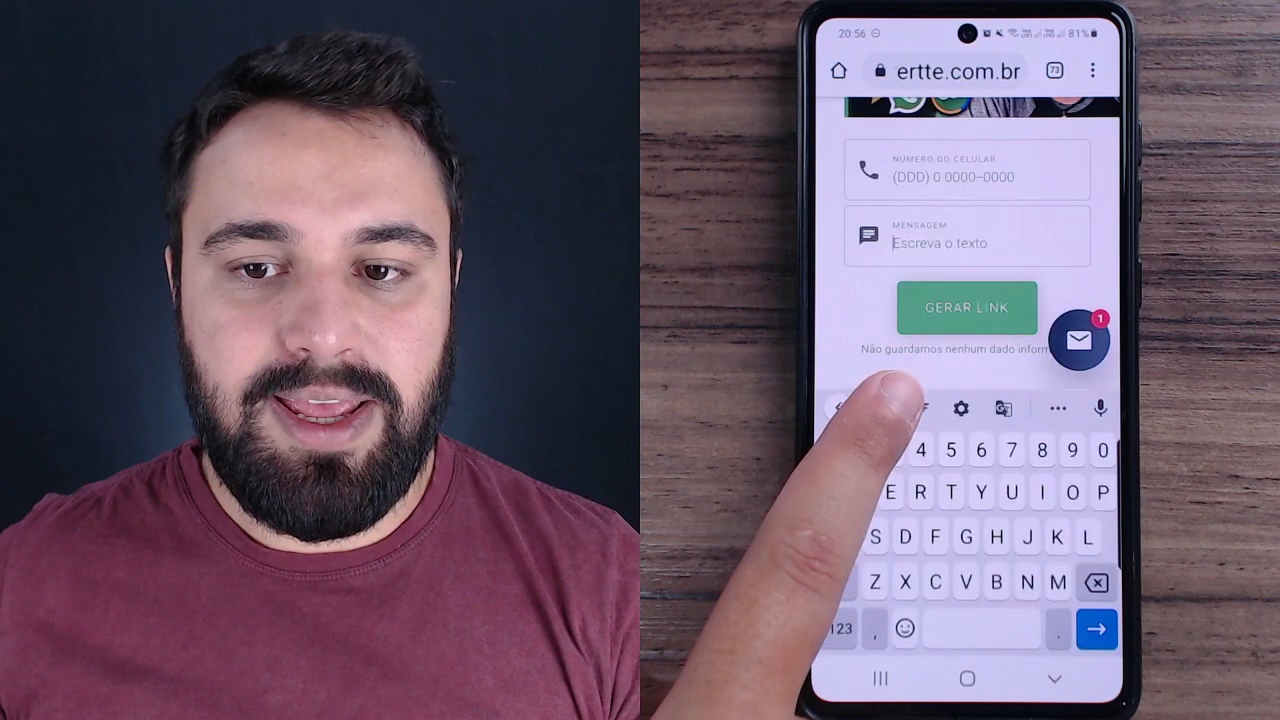 20:56 81%
ertte.com.br 73
NÚMERO DO CELULAR
(DDD) 0 0000-0000
MENSAGEM
Escreva o texto
GERAR LINK
1
Não guardamos nenhum dado inform
4 5 6 7 8 9 0
E R T Y U I O P
S D F G H J K L
Z X C V B N M
123 , .